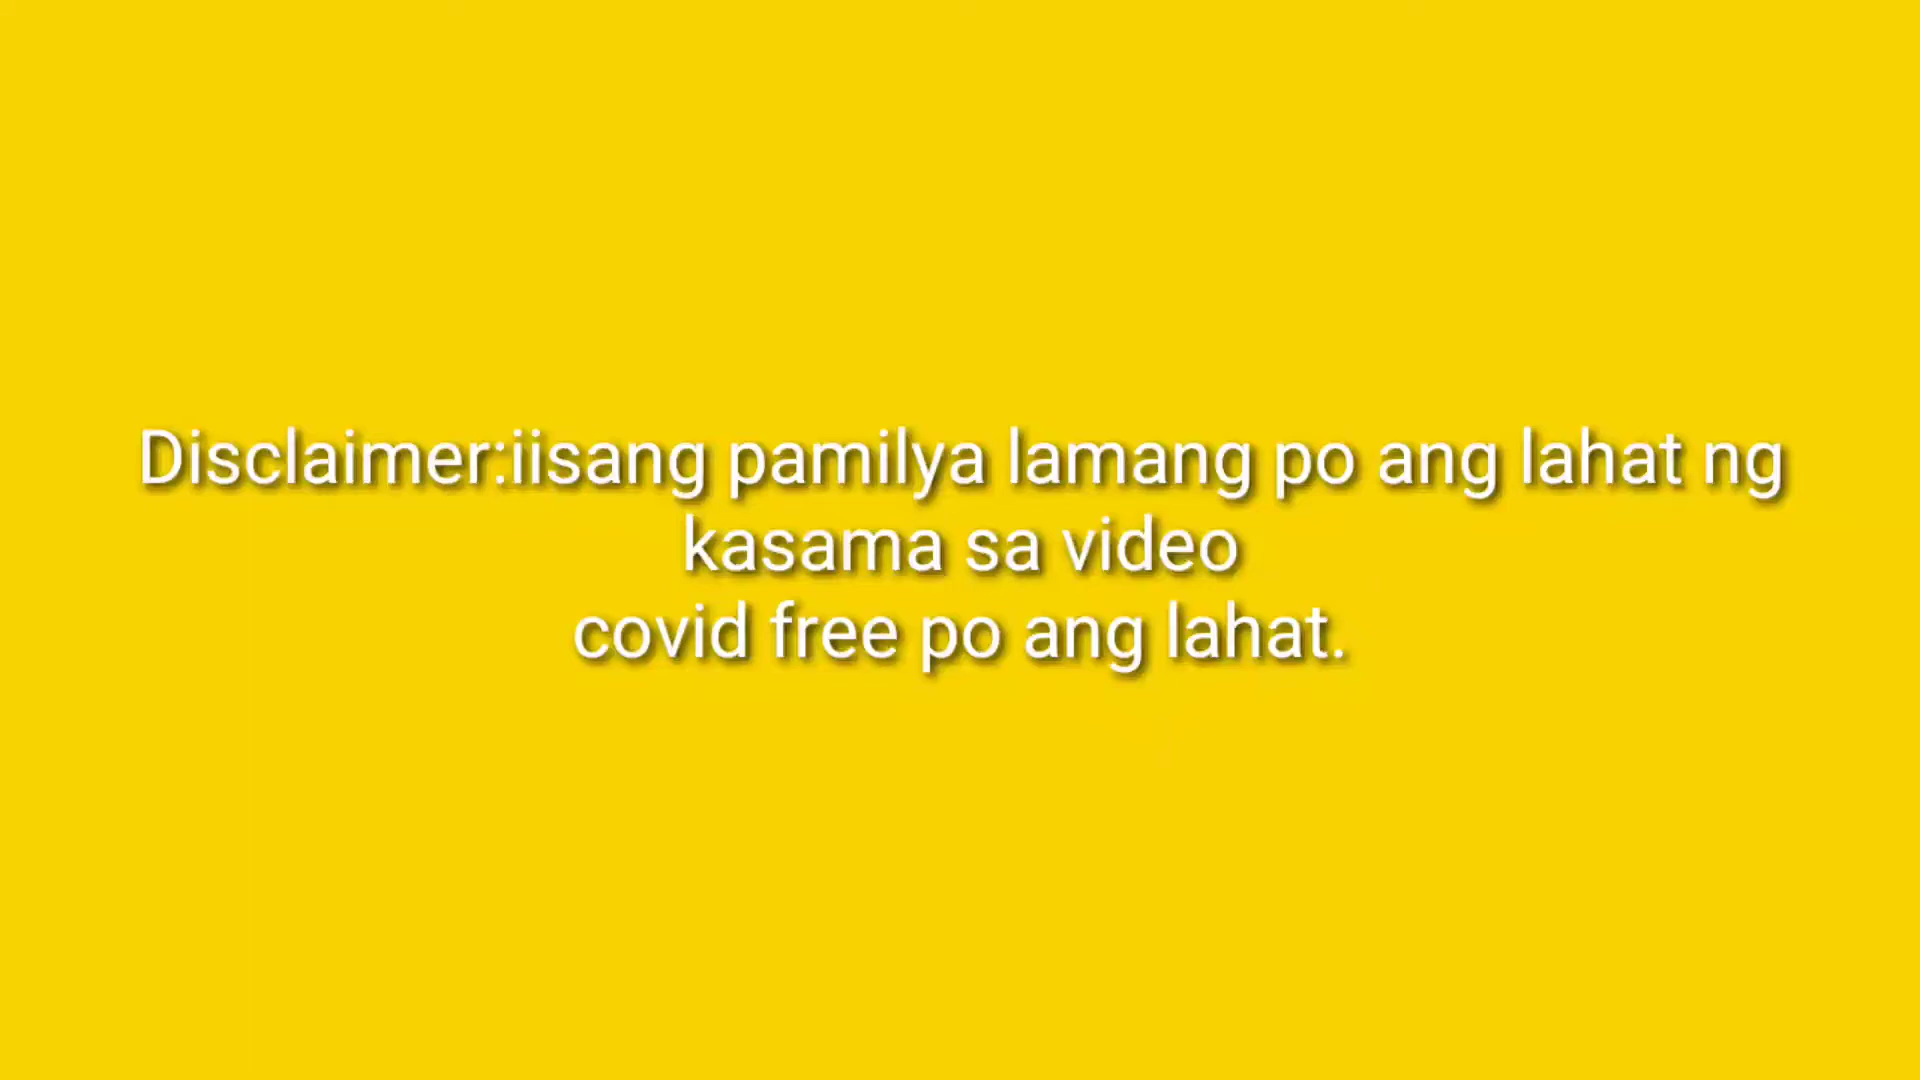 Disclaimer:iisang pamilya lamang po ang lahat ng
kasama sa video
covid free po ang lahat.